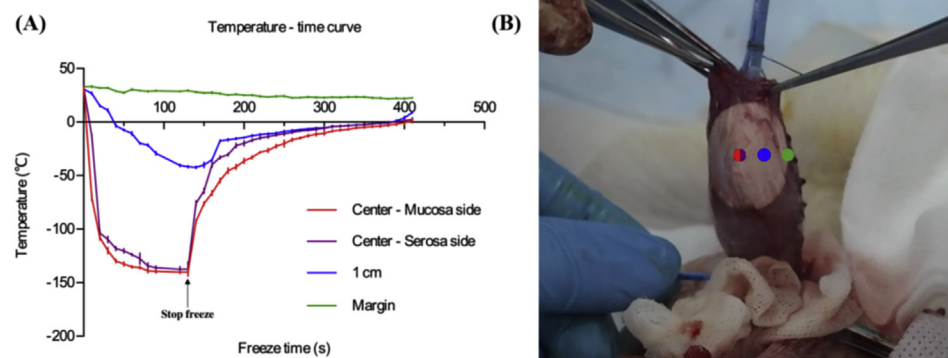 (A)
Temperature - time curve
50
0
-50
-100
-150
-200
100
200
300
400
500
Temperature (°C)
Freeze time (s)
Stop freeze
Center - Mucosa side
Center - Serosa side
1 cm
Margin
(B)